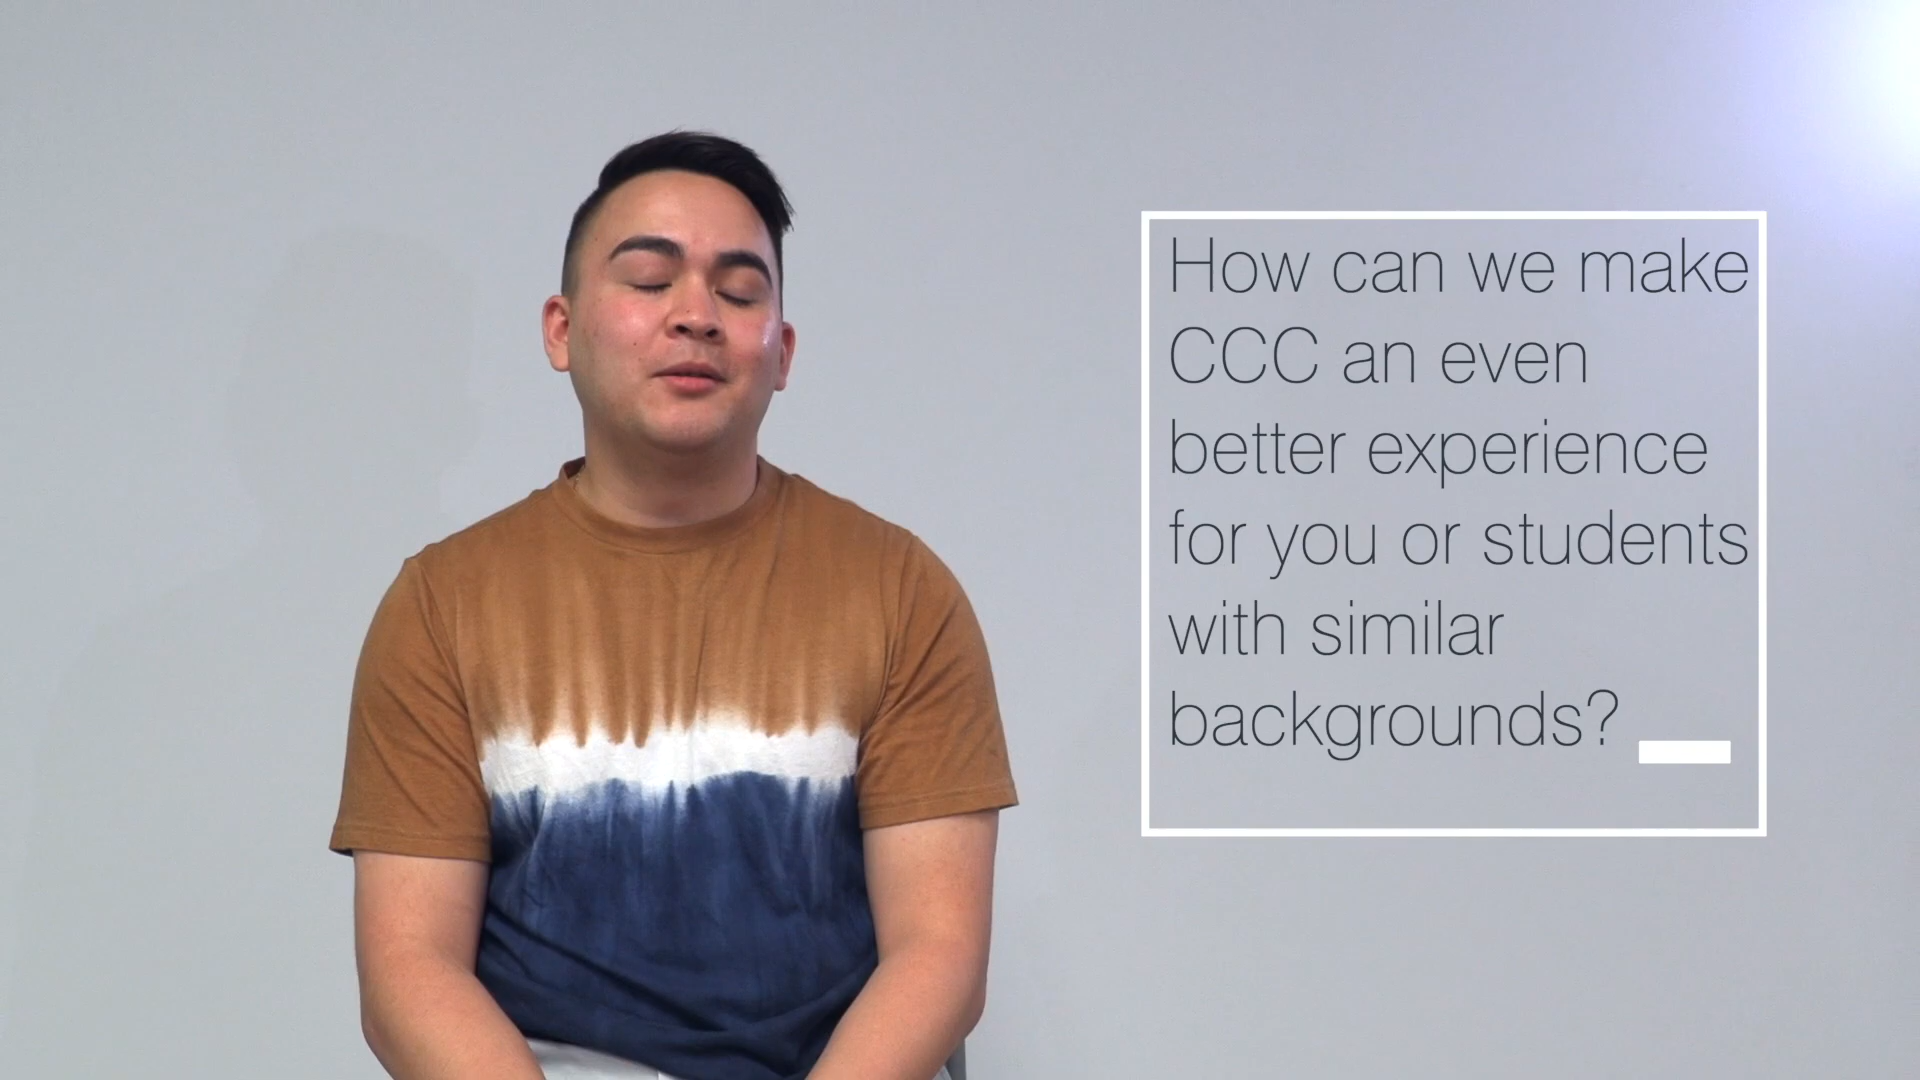 How can we make
CCC an even
better experience
for you or students
with similar
backgrounds?